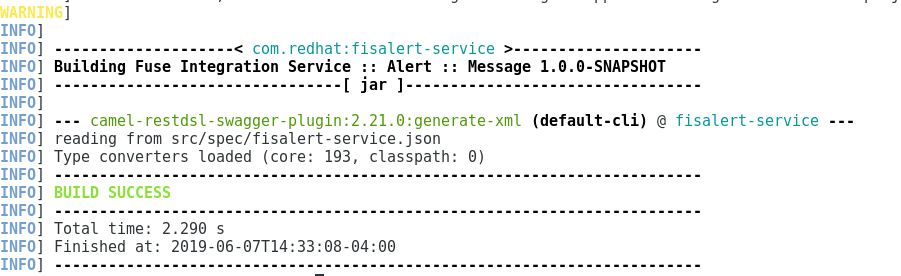 WARNING]
INFO]
INFO] --------------------< com.redhat:fisalert-service >---------------------
INFO] Building Fuse Integration Service :: Alert :: Message 1.0.0-SNAPSHOT
INFO] --------------------------------[ jar ]---------------------------------
INFO]
INFO] --- camel-restdsl-swagger-plugin:2.21.0:generate-xml (default-cli) @ fisalert-service ---
INFO] reading from src/spec/fisalert-service.json
INFO] Type converters loaded (core: 193, classpath: 0)
INFO] ------------------------------------------------------------------------
INFO] BUILD SUCCESS
INFO] ------------------------------------------------------------------------
INFO] Total time: 2.290 s
INFO] Finished at: 2019-06-07T14:33:08-04:00
INFO] ------------------------------------------------------------------------